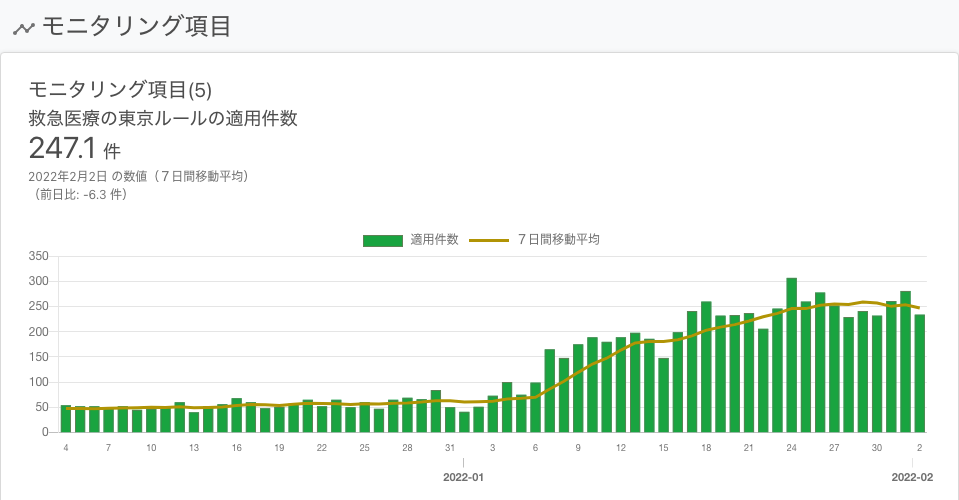 モニタリング項目
モニタリング項目(5)
救急医療の東京ルールの適用件数
247.1 件
2022年2月2日 の数値（７日間移動平均）
（前日比: -6.3 件）
適用件数 ７日間移動平均
350
300
250
200
150
100
50
0
4 7 10 13 16 19 22 25 28 31 3 6 9 12 15 18 21 24 27 30 2
2022-01 2022-02